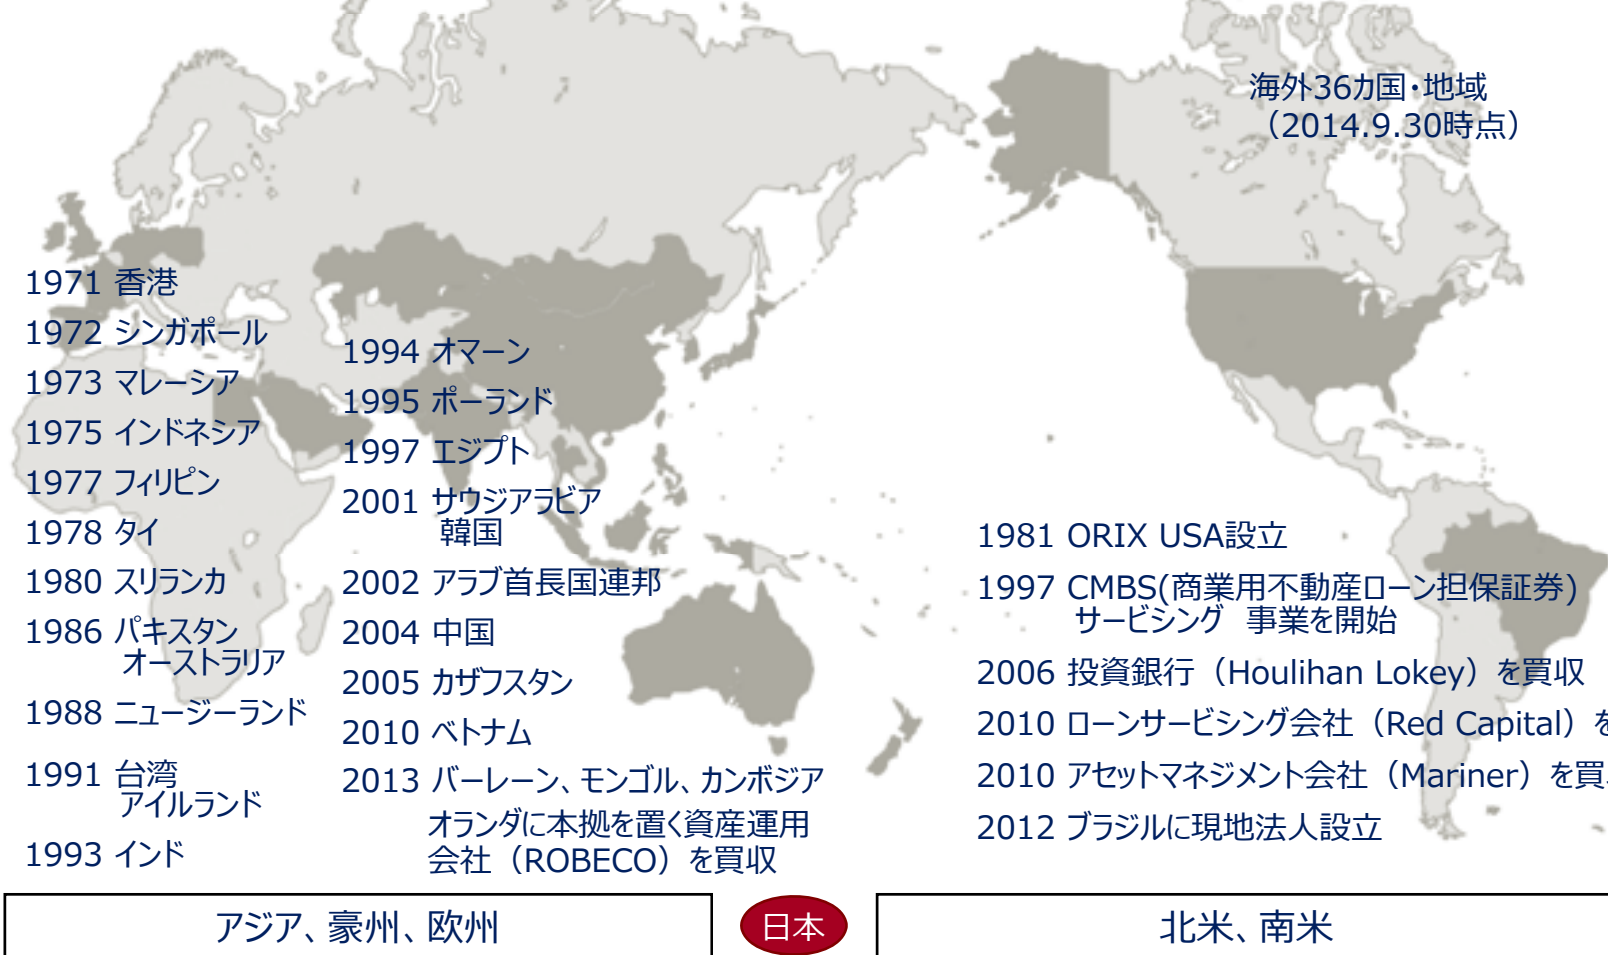 海外36カ国・地域
（2014.9.30時点）
1971 香港
1972 シンガポール
1973 マレーシア
1975 インドネシア
1977 フィリピン
1978 タイ
1980 スリランカ
1986 パキスタン
オーストラリア
1988 ニュージーランド
1991 台湾
アイルランド
1993 インド
1994 オマーン
1995 ポーランド
1997 エジプト
2001 サウジアラビア
韓国
2002 アラブ首長国連邦
2004 中国
2005 カザフスタン
2010 ベトナム
2013 バーレーン、モンゴル、カンボジア
オランダに本拠を置く資産運用
会社（ROBECO）を買収
1981 ORIX USA設立
1997 CMBS(商業用不動産ローン担保証券)
サービシング 事業を開始
2006 投資銀行（Houlihan Lokey）を買収
2010 ローンサービシング会社（Red Capital）を
2010 アセットマネジメント会社（Mariner）を買
2012 ブラジルに現地法人設立
アジア、豪州、欧州
日本
北米、南米